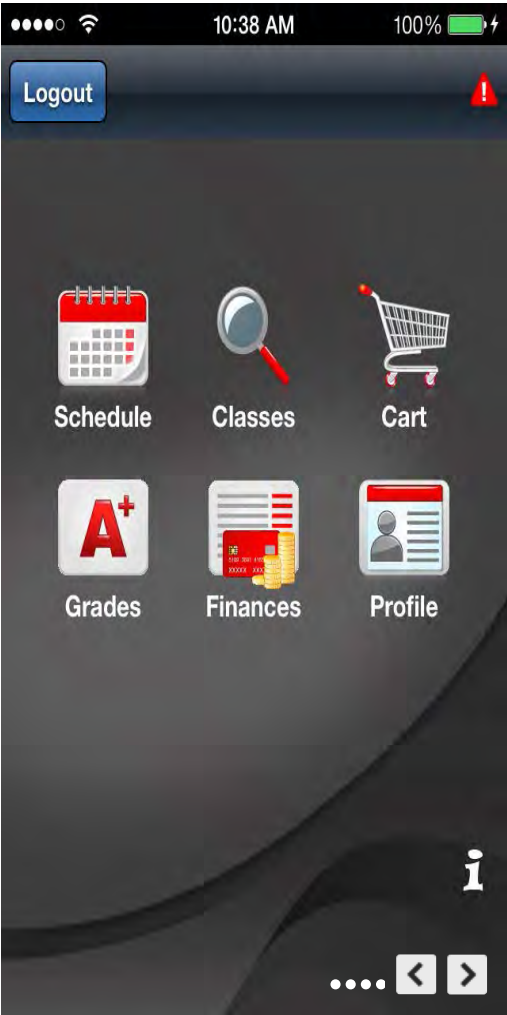 10:38 AM 100%
Logout
Schedule Classes Cart
A+
Grades Finances Profile
i